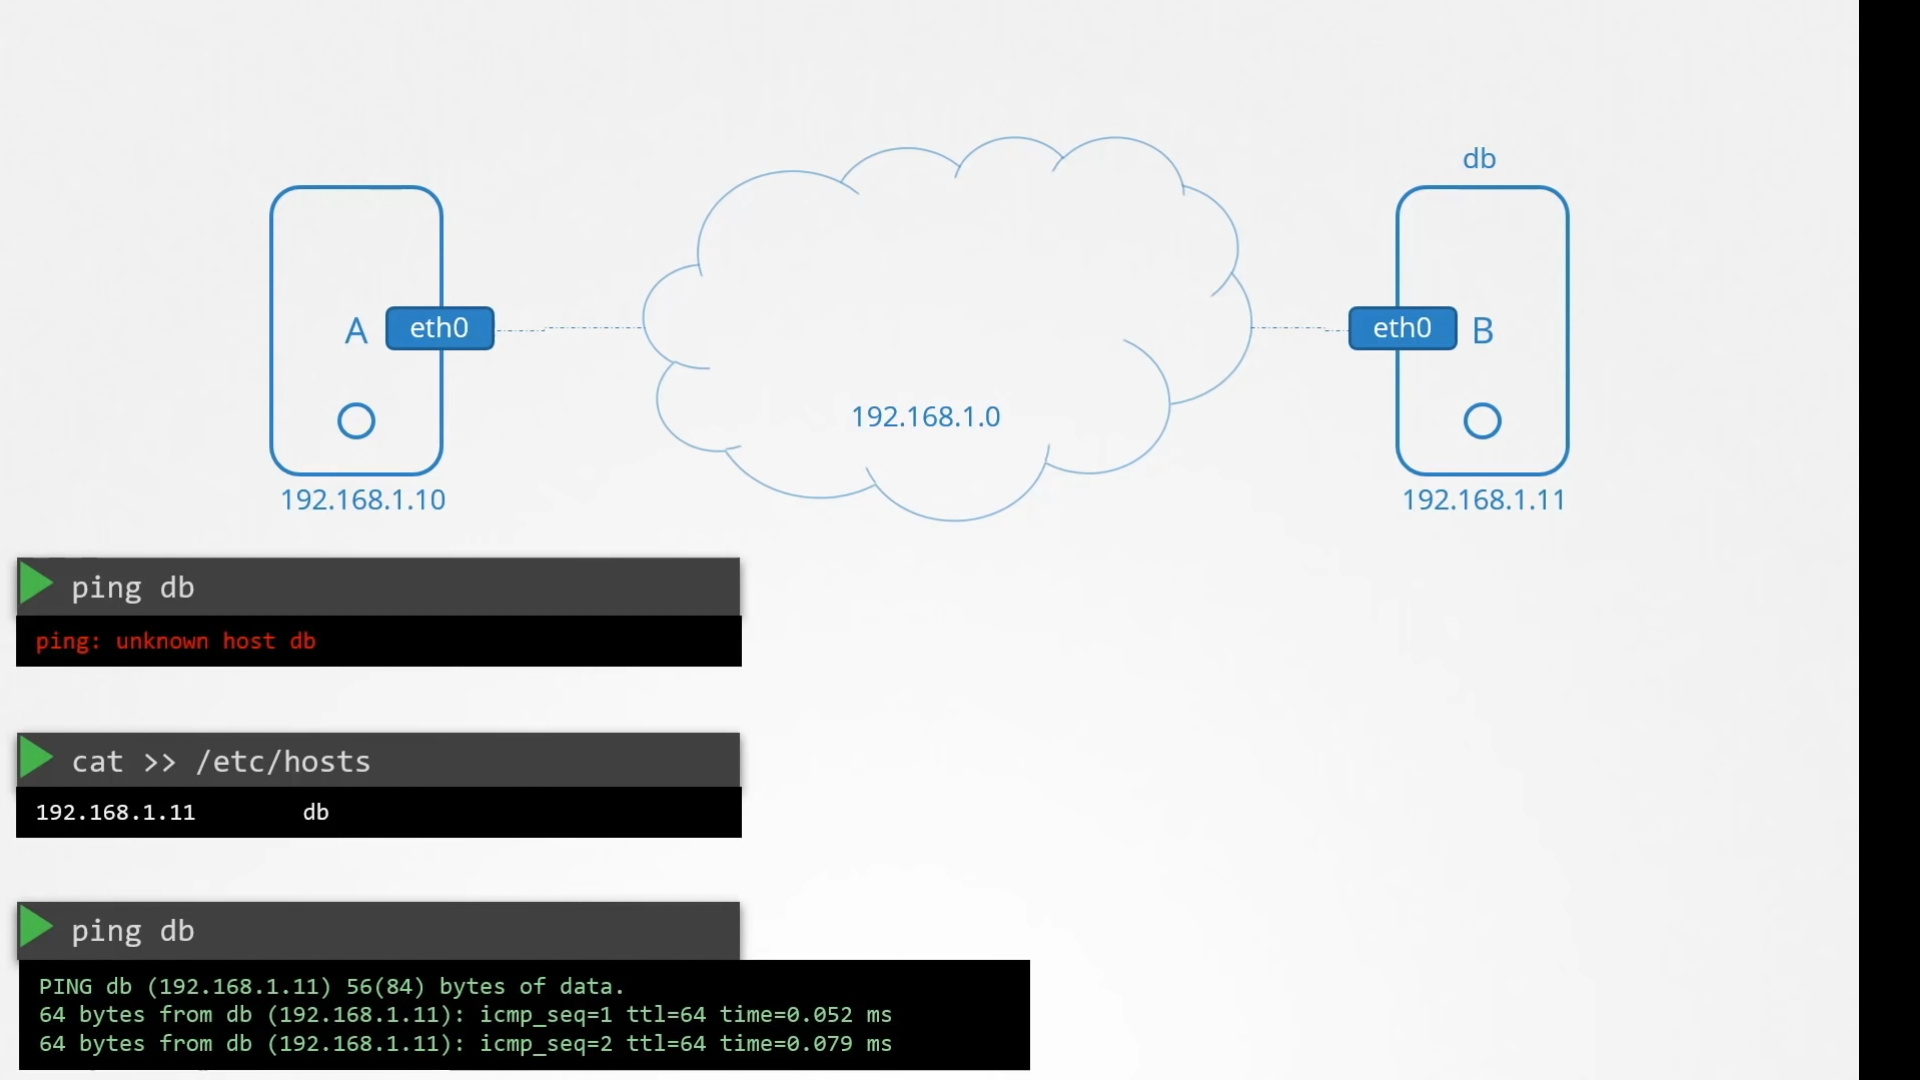 db
A eth0
eth0 B
192.168.1.0
192.168.1.10
192.168.1.11
ping db
ping: unknown host db
cat >> /etc/hosts
192.168.1.11 db
ping db
PING db (192.168.1.11) 56(84) bytes of data.
64 bytes from db (192.168.1.11): icmp_seq=1 ttl=64 time=0.052 ms
64 bytes from db (192.168.1.11): icmp_seq=2 ttl=64 time=0.079 ms